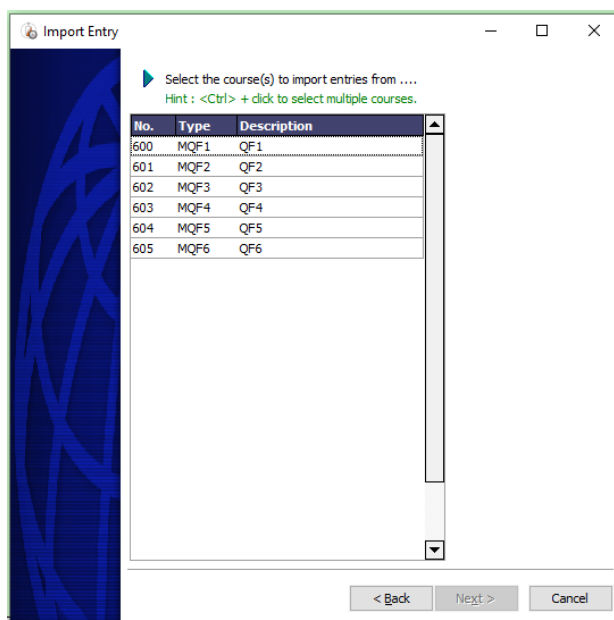 Import Entry
Select the course(s) to import entries from ....
Hint : <Ctrl> + click to select multiple courses.
No. Type Description
600 MQF1 QF1
601 MQF2 QF2
602 MQF3 QF3
603 MQF4 QF4
604 MQF5 QF5
605 MQF6 QF6
< Back Next > Cancel